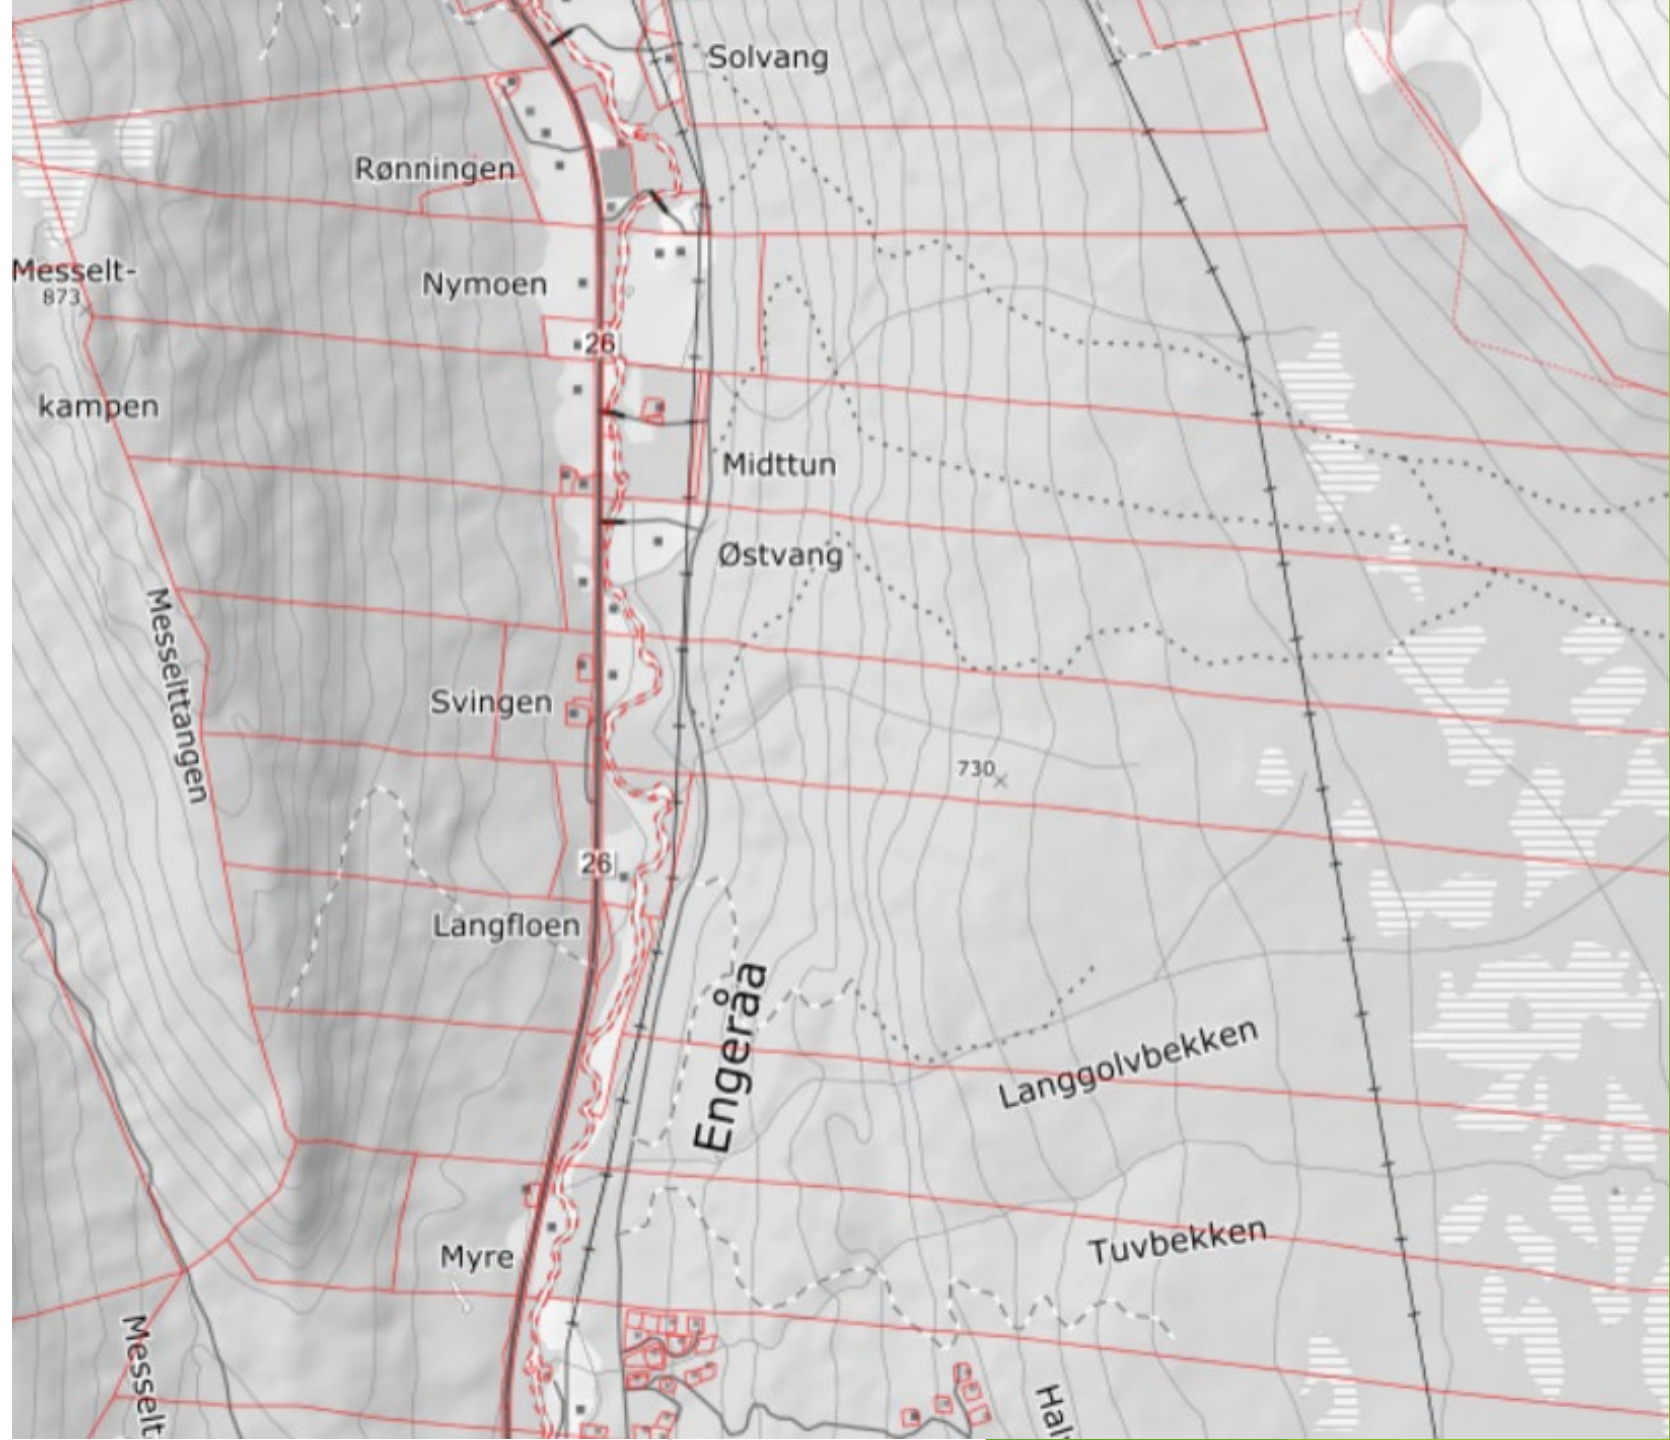 Solvang
Rønningen
Messelt-
873
Nymoen
26
kampen
Midttun
Østvang
Messelttangen
Svingen
730
26
Langfloen
Engeråa
Langgolvbekken
Tuvbekken
Myre
Messelt
Hal